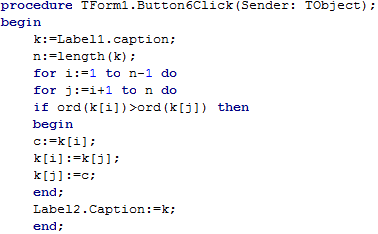 procedure TForm1.Button6Click(Sender: TObject);
begin
k:=Label1.caption;
n:=length(k);
for i:=1 to n-1 do
for j:=i+1 to n do
if ord(k[i])>ord(k[j]) then
begin
c:=k[i];
k[i]:=k[j];
k[j]:=c;
end;
Label2.Caption:=k;
end;